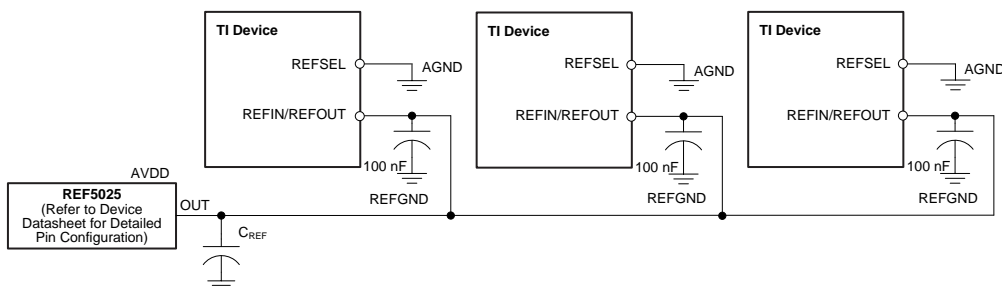 TI Device
REFSEL
AGND
REFIN/REFOUT
100 nF
REFGND
TI Device
REFSEL
AGND
REFIN/REFOUT
100 nF
REFGND
TI Device
REFSEL
AGND
REFIN/REFOUT
100 nF
REFGND
AVDD
REF5025
(Refer to Device
Datasheet for Detailed
Pin Configuration)
OUT
CREF